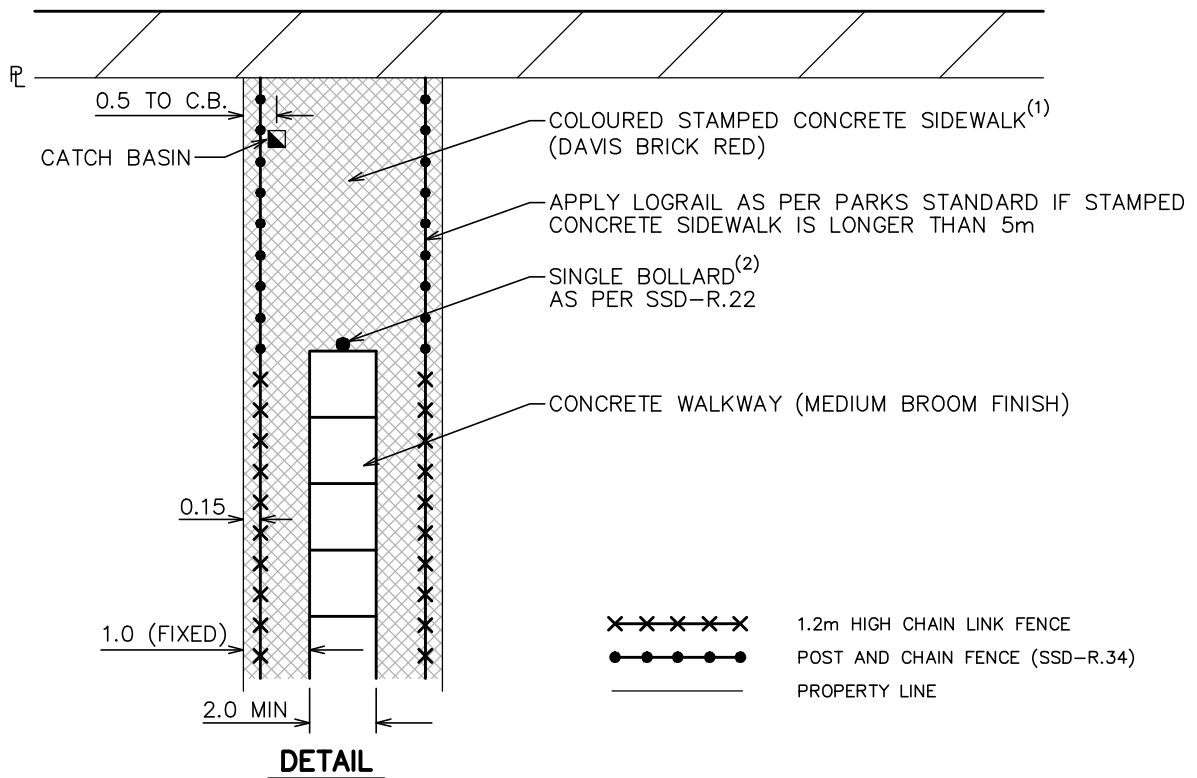 PL
0.5 TO C.B.
CATCH BASIN
COLOURED STAMPED CONCRETE SIDEWALK(1)
(DAVIS BRICK RED)
APPLY LOGRAIL AS PER PARKS STANDARD IF STAMPED
CONCRETE SIDEWALK IS LONGER THAN 5m
SINGLE BOLLARD(2)
AS PER SSD-R.22
CONCRETE WALKWAY (MEDIUM BROOM FINISH)
0.15
1.0 (FIXED)
2.0 MIN
1.2m HIGH CHAIN LINK FENCE
POST AND CHAIN FENCE (SSD-R.34)
PROPERTY LINE
DETAIL